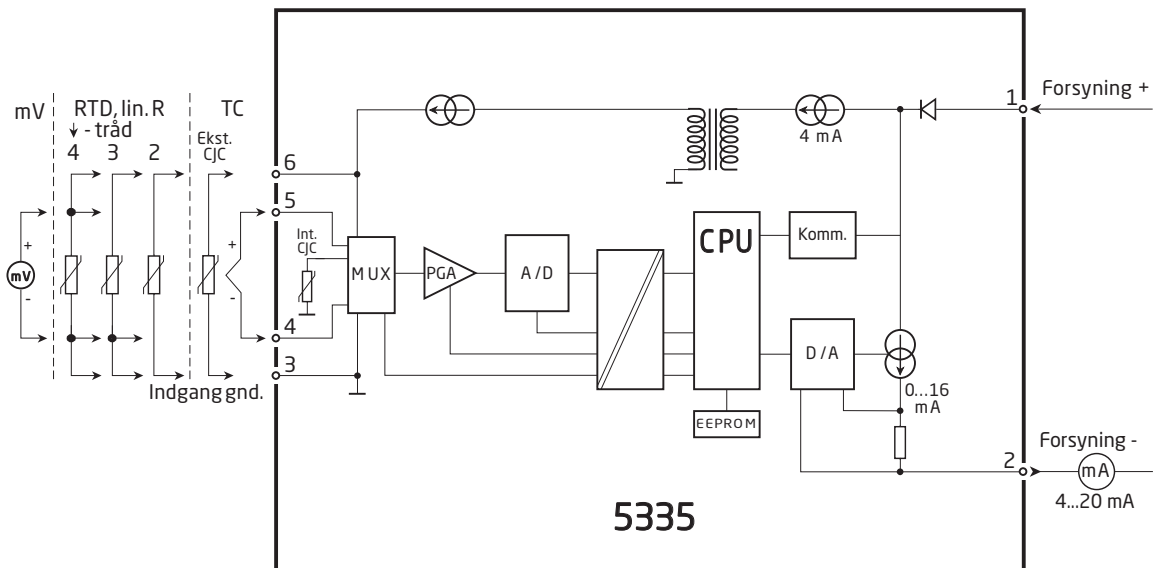 mV
RTD, lin. R
- tråd
4 3 2
TC
Ekst.
CJC
+
mV
-
+
-
Indgang gnd.
6
5
4
3
Int.
CJC
MUX
PGA
A/D
CPU
Komm.
D/A
EEPROM
4 mA
0...16
mA
1
Forsyning +
2
Forsyning -
mA
4...20 mA
5335